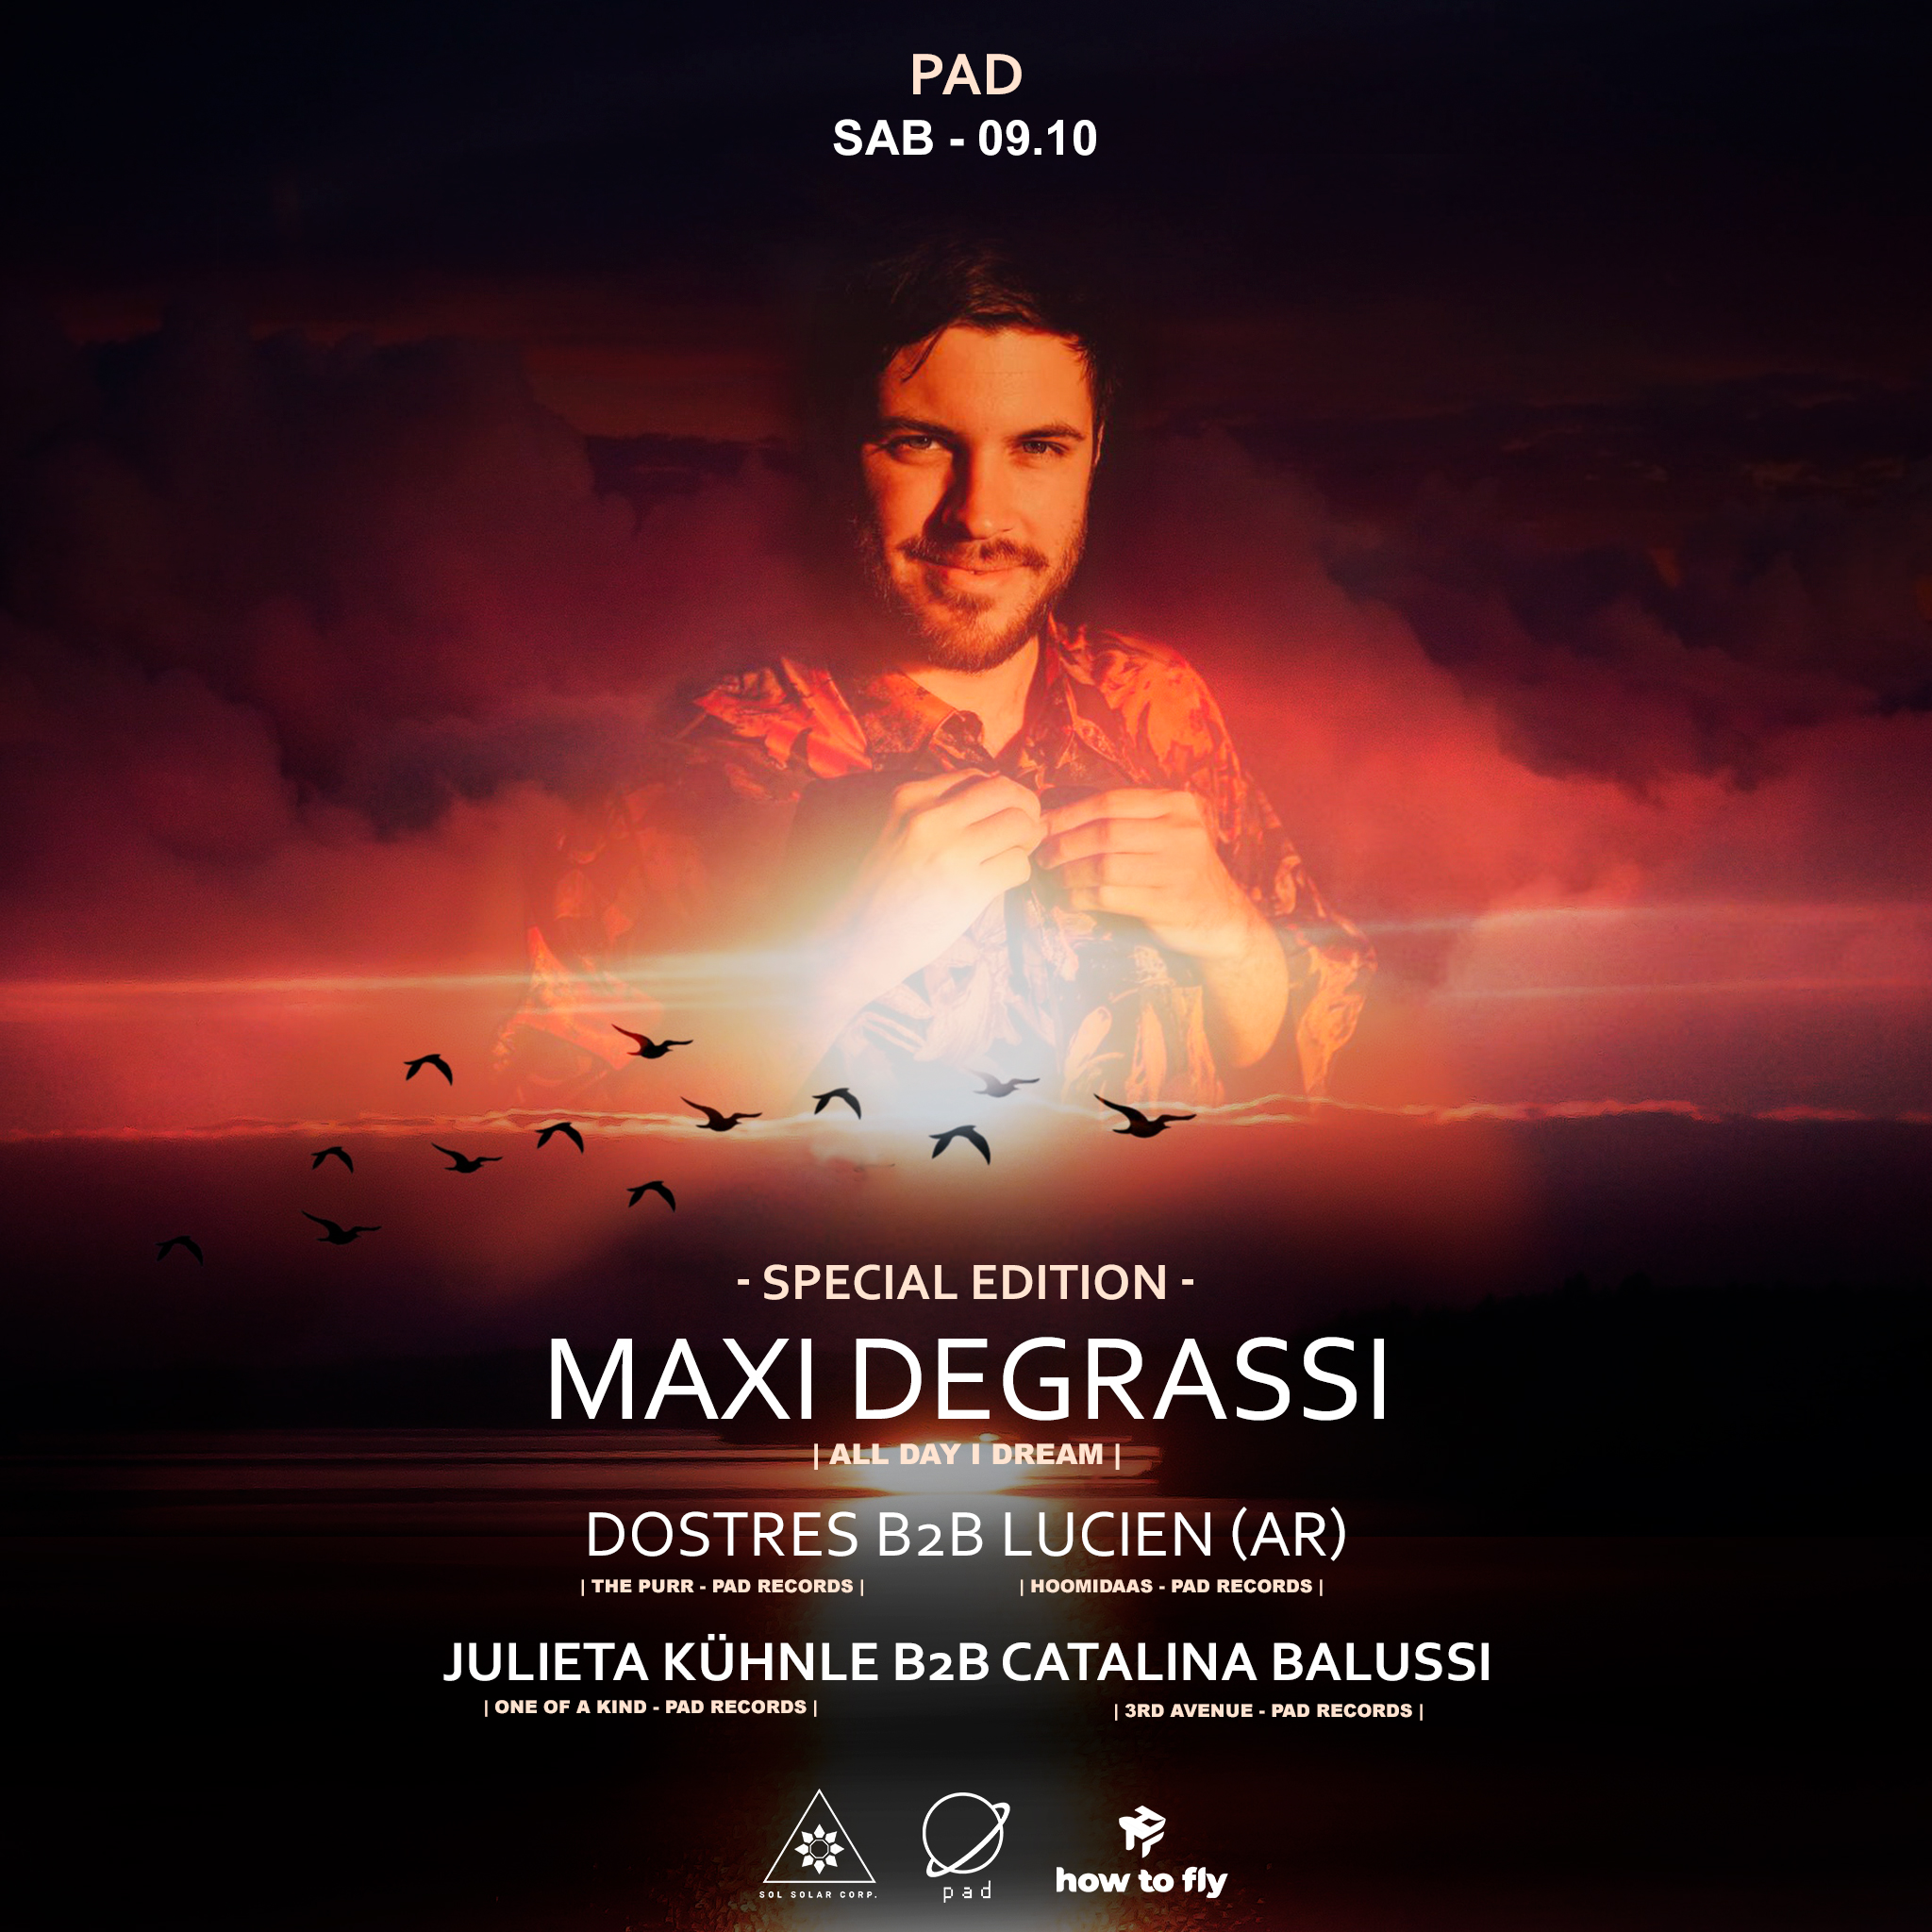 PAD
SAB - 09.10
- SPECIAL EDITION -
MAXI DEGRASSI
| ALL DAY I DREAM |
DOSTRES B2B LUCIEN (AR)
| THE PURR - PAD RECORDS | | HOOMIDAAS - PAD RECORDS |
JULIETA KÜHNLE B2B CATALINA BALUSSI
| ONE OF A KIND - PAD RECORDS | | 3RD AVENUE - PAD RECORDS |
SOL SOLAR CORP.
pad
how to fly